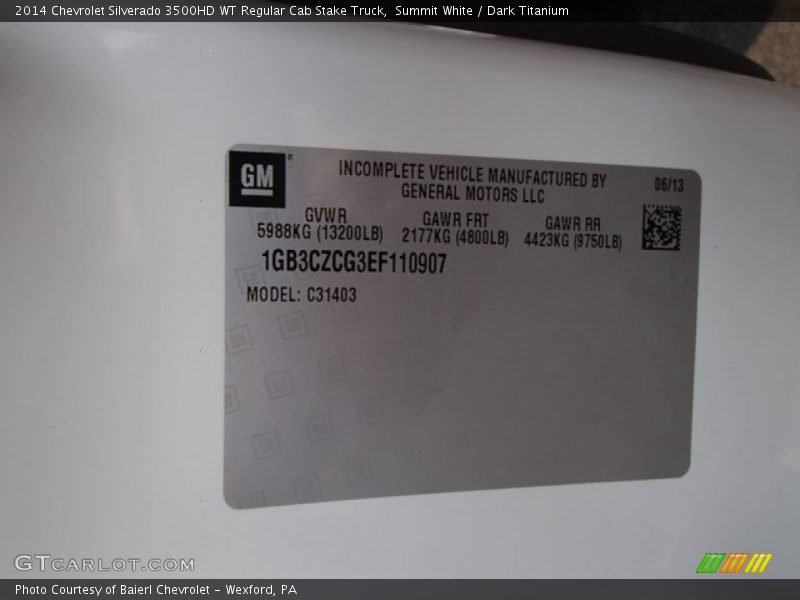 2014 Chevrolet Silverado 3500HD WT Regular Cab Stake Truck,  Summit White / Dark Titanium
GM
INCOMPLETE VEHICLE MANUFACTURED BY
GENERAL MOTORS LLC
06/13
GVWR GAWR FRT GAWR RR
5988KG (13200LB) 2177KG (4800LB) 4423KG (9750LB)
1GB3CZCG3EF110907
MODEL: C31403
GTCARLOT.COM
Photo Courtesy of Baierl Chevrolet - Wexford, PA